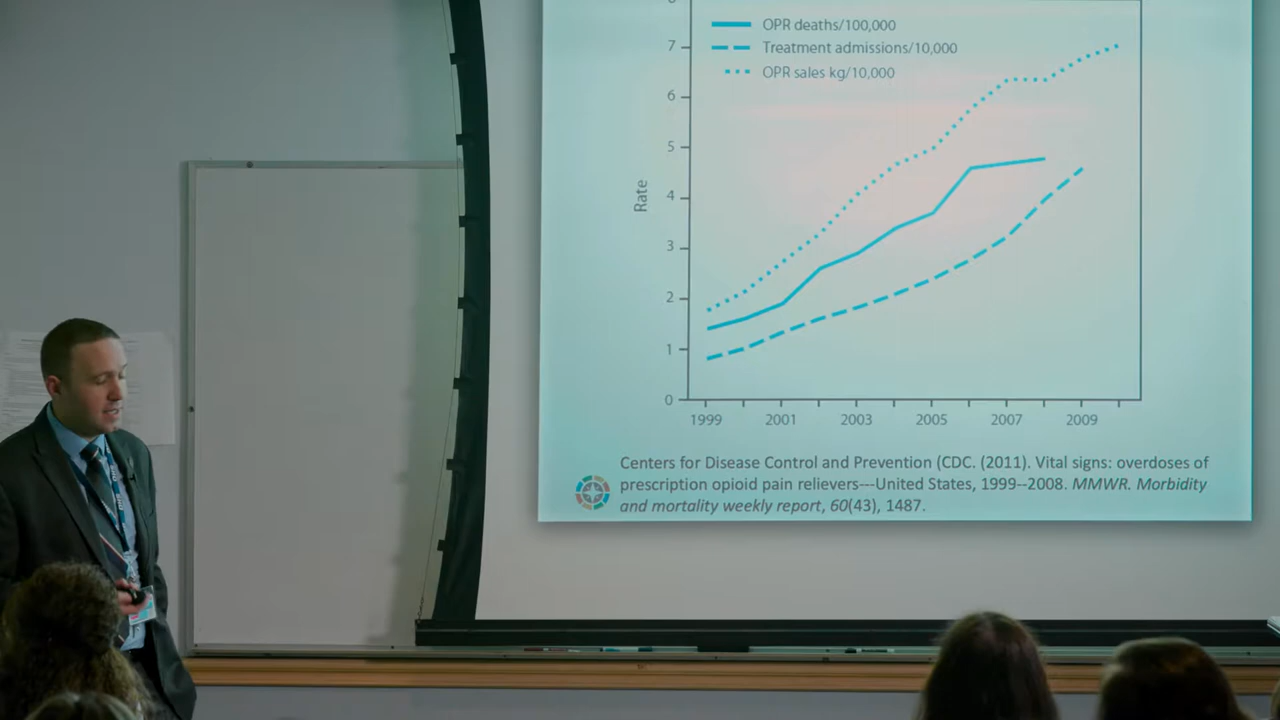 OPR deaths/100,000
Treatment admissions/10,000
OPR sales kg/10,000
7
6
5
4
3
2
1
0
Rate
1999 2001 2003 2005 2007 2009
Centers for Disease Control and Prevention (CDC. (2011). Vital signs: overdoses of
prescription opioid pain relievers---United States, 1999--2008. MMWR. Morbidity
and mortality weekly report, 60(43), 1487.